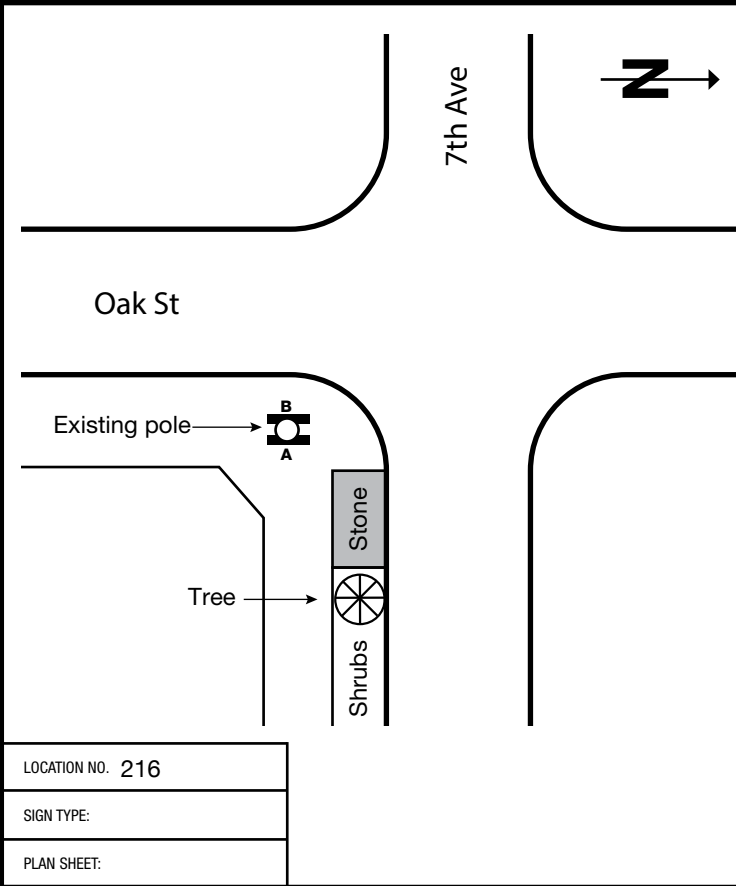 7th Ave
N
Oak St
Existing pole
B
A
Stone
Tree
Shrubs
LOCATION NO. 216
SIGN TYPE:
PLAN SHEET: